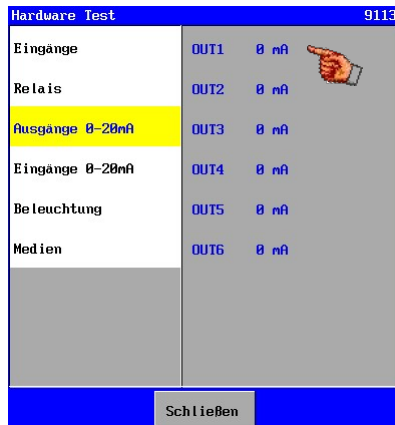 Hardware Test 9113
Eingänge
Relais
Ausgänge 0-20mA
Eingänge 0-20mA
Beleuchtung
Medien
OUT1 0 mA
OUT2 0 mA
OUT3 0 mA
OUT4 0 mA
OUT5 0 mA
OUT6 0 mA
Schließen